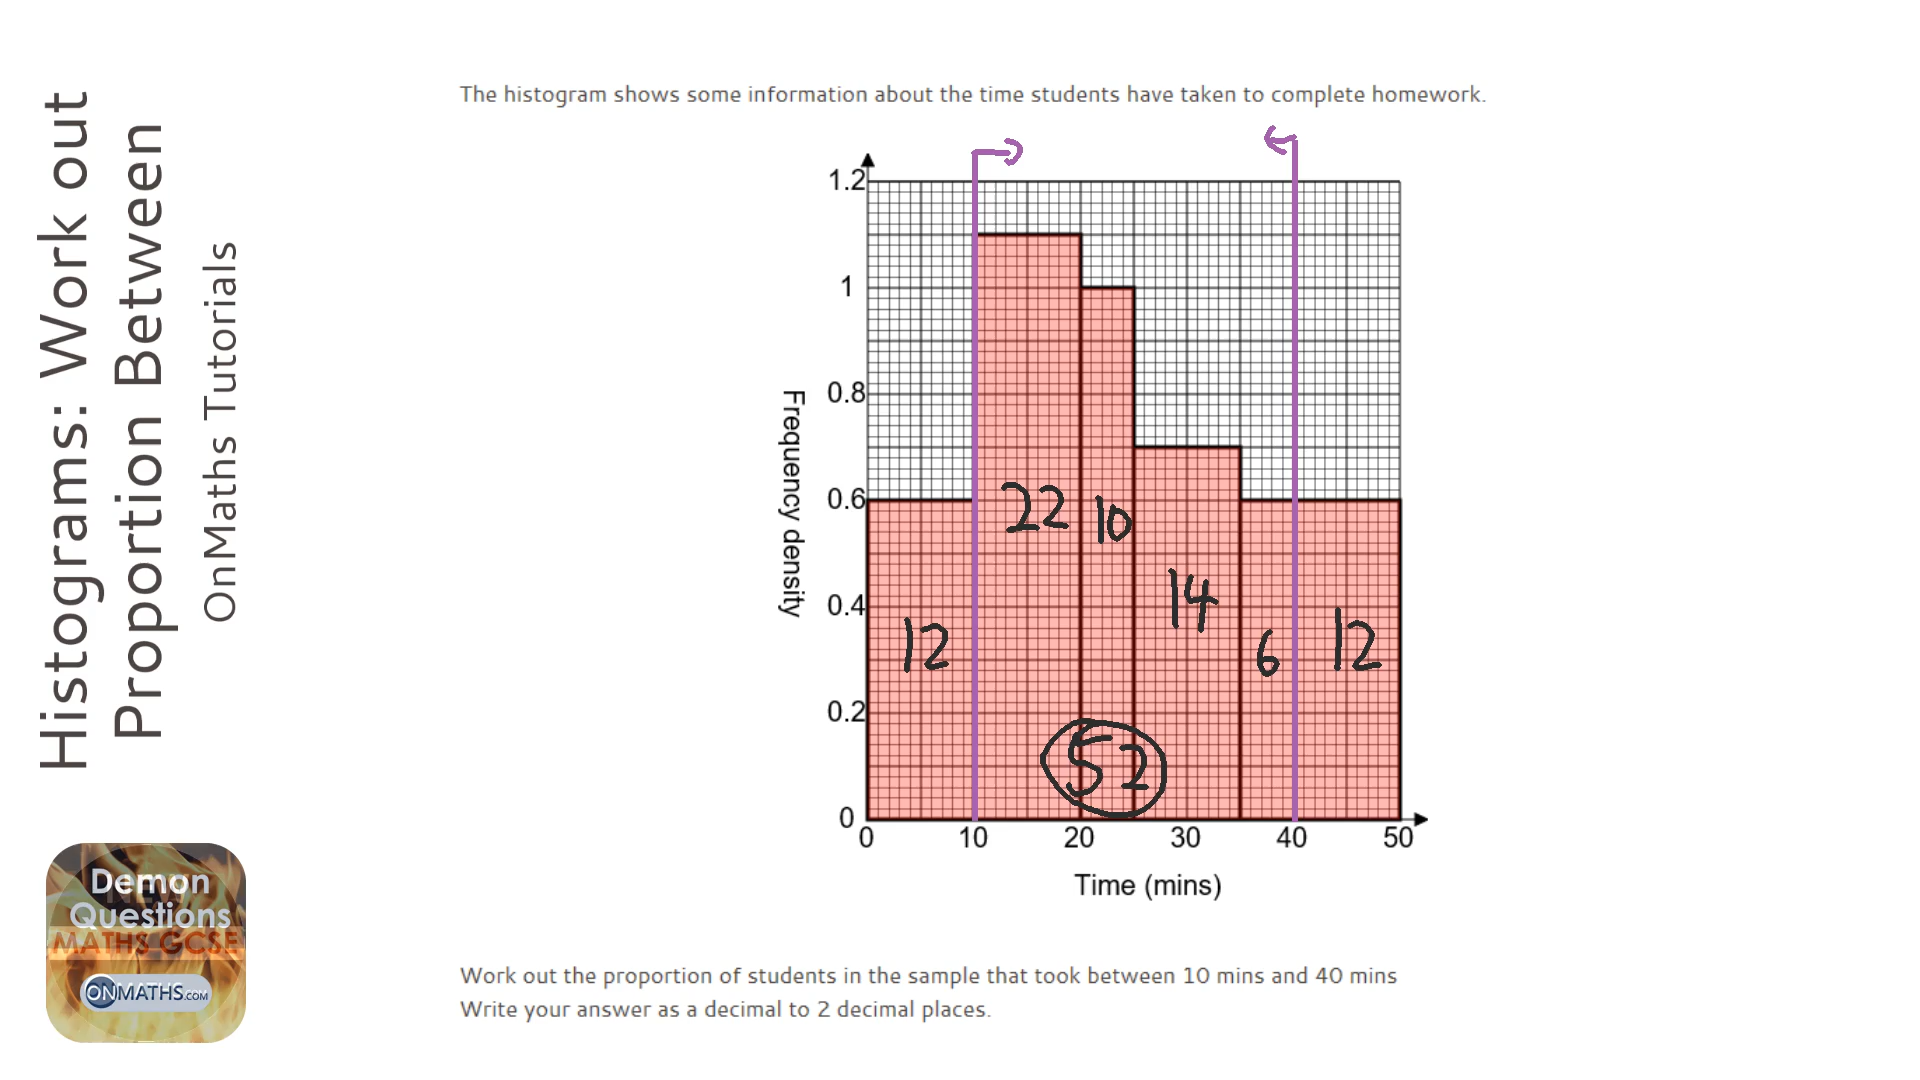 Histograms: Work out
Proportion Between
OnMaths Tutorials
The histogram shows some information about the time students have taken to complete homework.
1.2
1
0.8
0.6
0.4
0.2
0
Frequency density
12
22
10
14
6
12
52
0 10 20 30 40 50
Time (mins)
Demon
Questions
MATHS GCSE
ONMATHS.COM
Work out the proportion of students in the sample that took between 10 mins and 40 mins
Write your answer as a decimal to 2 decimal places.